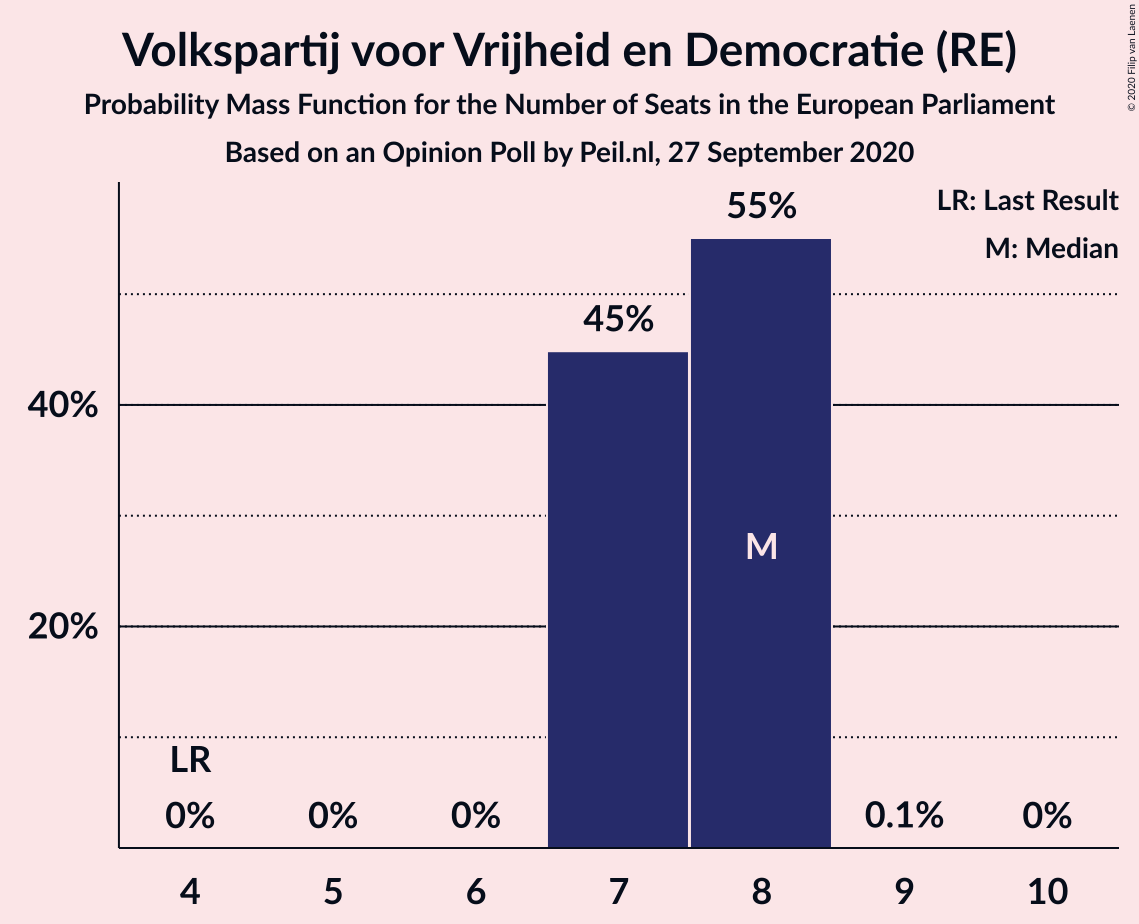 Volkspartij voor Vrijheid en Democratie (RE)
Probability Mass Function for the Number of Seats in the European Parliament
Based on an Opinion Poll by Peil.nl, 27 September 2020
© 2020 Filip van Laenen
LR: Last Result
M: Median
55%
45%
40%
M
20%
LR
0% 0% 0% 0.1% 0%
4 5 6 7 8 9 10